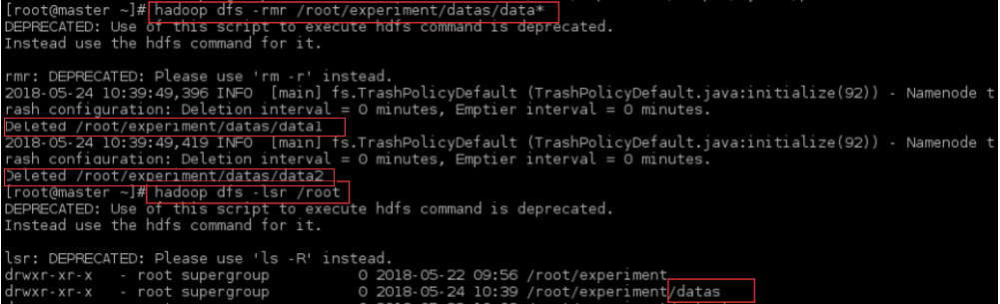 [root@master ~]# hadoop dfs -rmr /root/experiment/datas/data*
DEPRECATED: Use of this script to execute hdfs command is deprecated.
Instead use the hdfs command for it.
rmr: DEPRECATED: Please use 'rm -r' instead.
2018-05-24 10:39:49,396 INFO  [main] fs.TrashPolicyDefault (TrashPolicyDefault.java:initialize(92)) - Namenode t
rash configuration: Deletion interval = 0 minutes, Emptier interval = 0 minutes.
Deleted /root/experiment/datas/data1
2018-05-24 10:39:49,419 INFO  [main] fs.TrashPolicyDefault (TrashPolicyDefault.java:initialize(92)) - Namenode t
rash configuration: Deletion interval = 0 minutes, Emptier interval = 0 minutes.
Deleted /root/experiment/datas/data2
[root@master ~]# hadoop dfs -lsr /root
DEPRECATED: Use of this script to execute hdfs command is deprecated.
Instead use the hdfs command for it.
lsr: DEPRECATED: Please use 'ls -R' instead.
drwxr-xr-x   - root supergroup          0 2018-05-22 09:56 /root/experiment
drwxr-xr-x   - root supergroup          0 2018-05-24 10:39 /root/experiment/datas